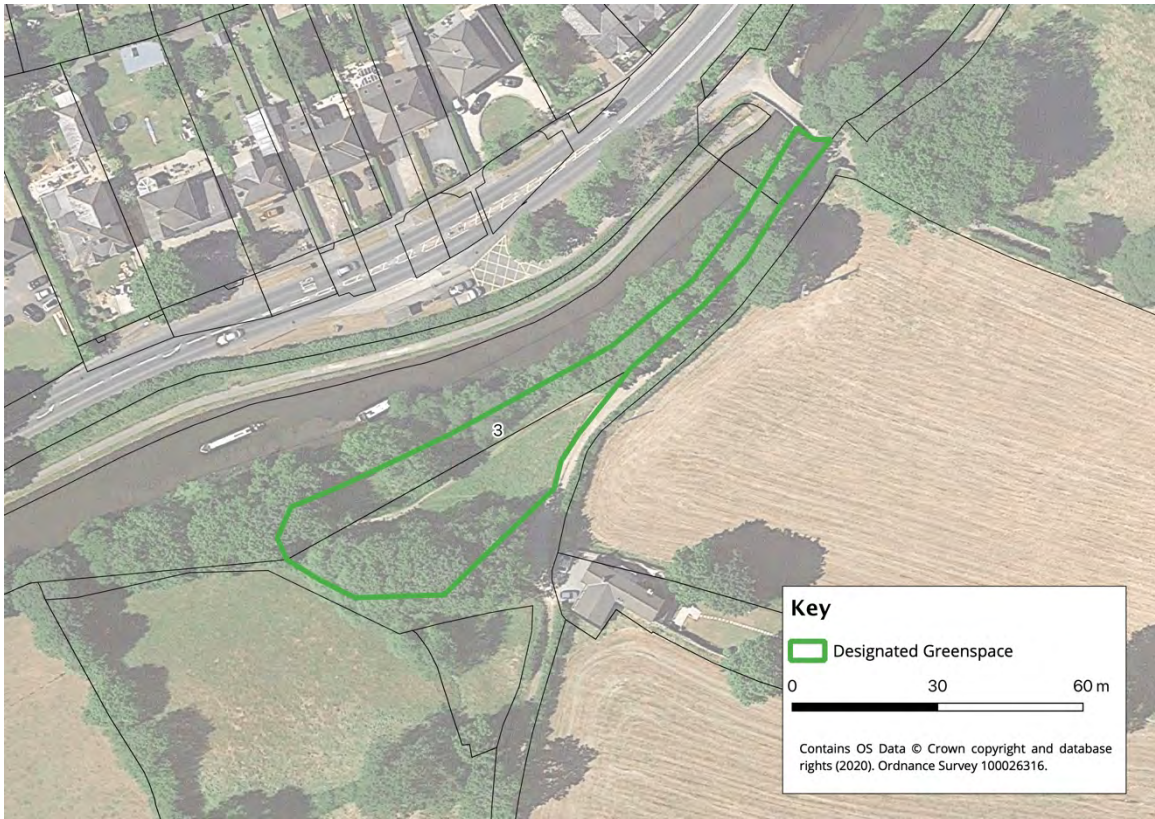 3
Key
Designated Greenspace
0 30 60 m
Contains OS Data © Crown copyright and database
rights (2020). Ordnance Survey 100026316.